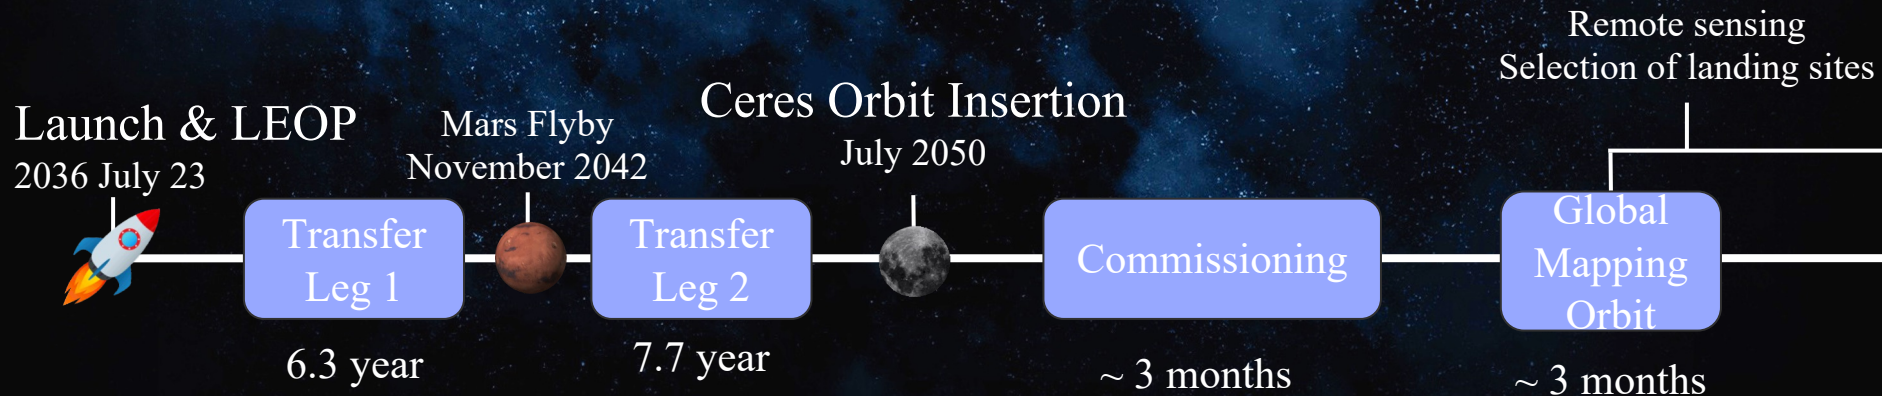 Launch & LEOP
2036 July 23
Transfer
Leg 1
6.3 year
Mars Flyby
November 2042
Transfer
Leg 2
7.7 year
Ceres Orbit Insertion
July 2050
Commissioning
~ 3 months
Remote sensing
Selection of landing sites
Global
Mapping
Orbit
~ 3 months